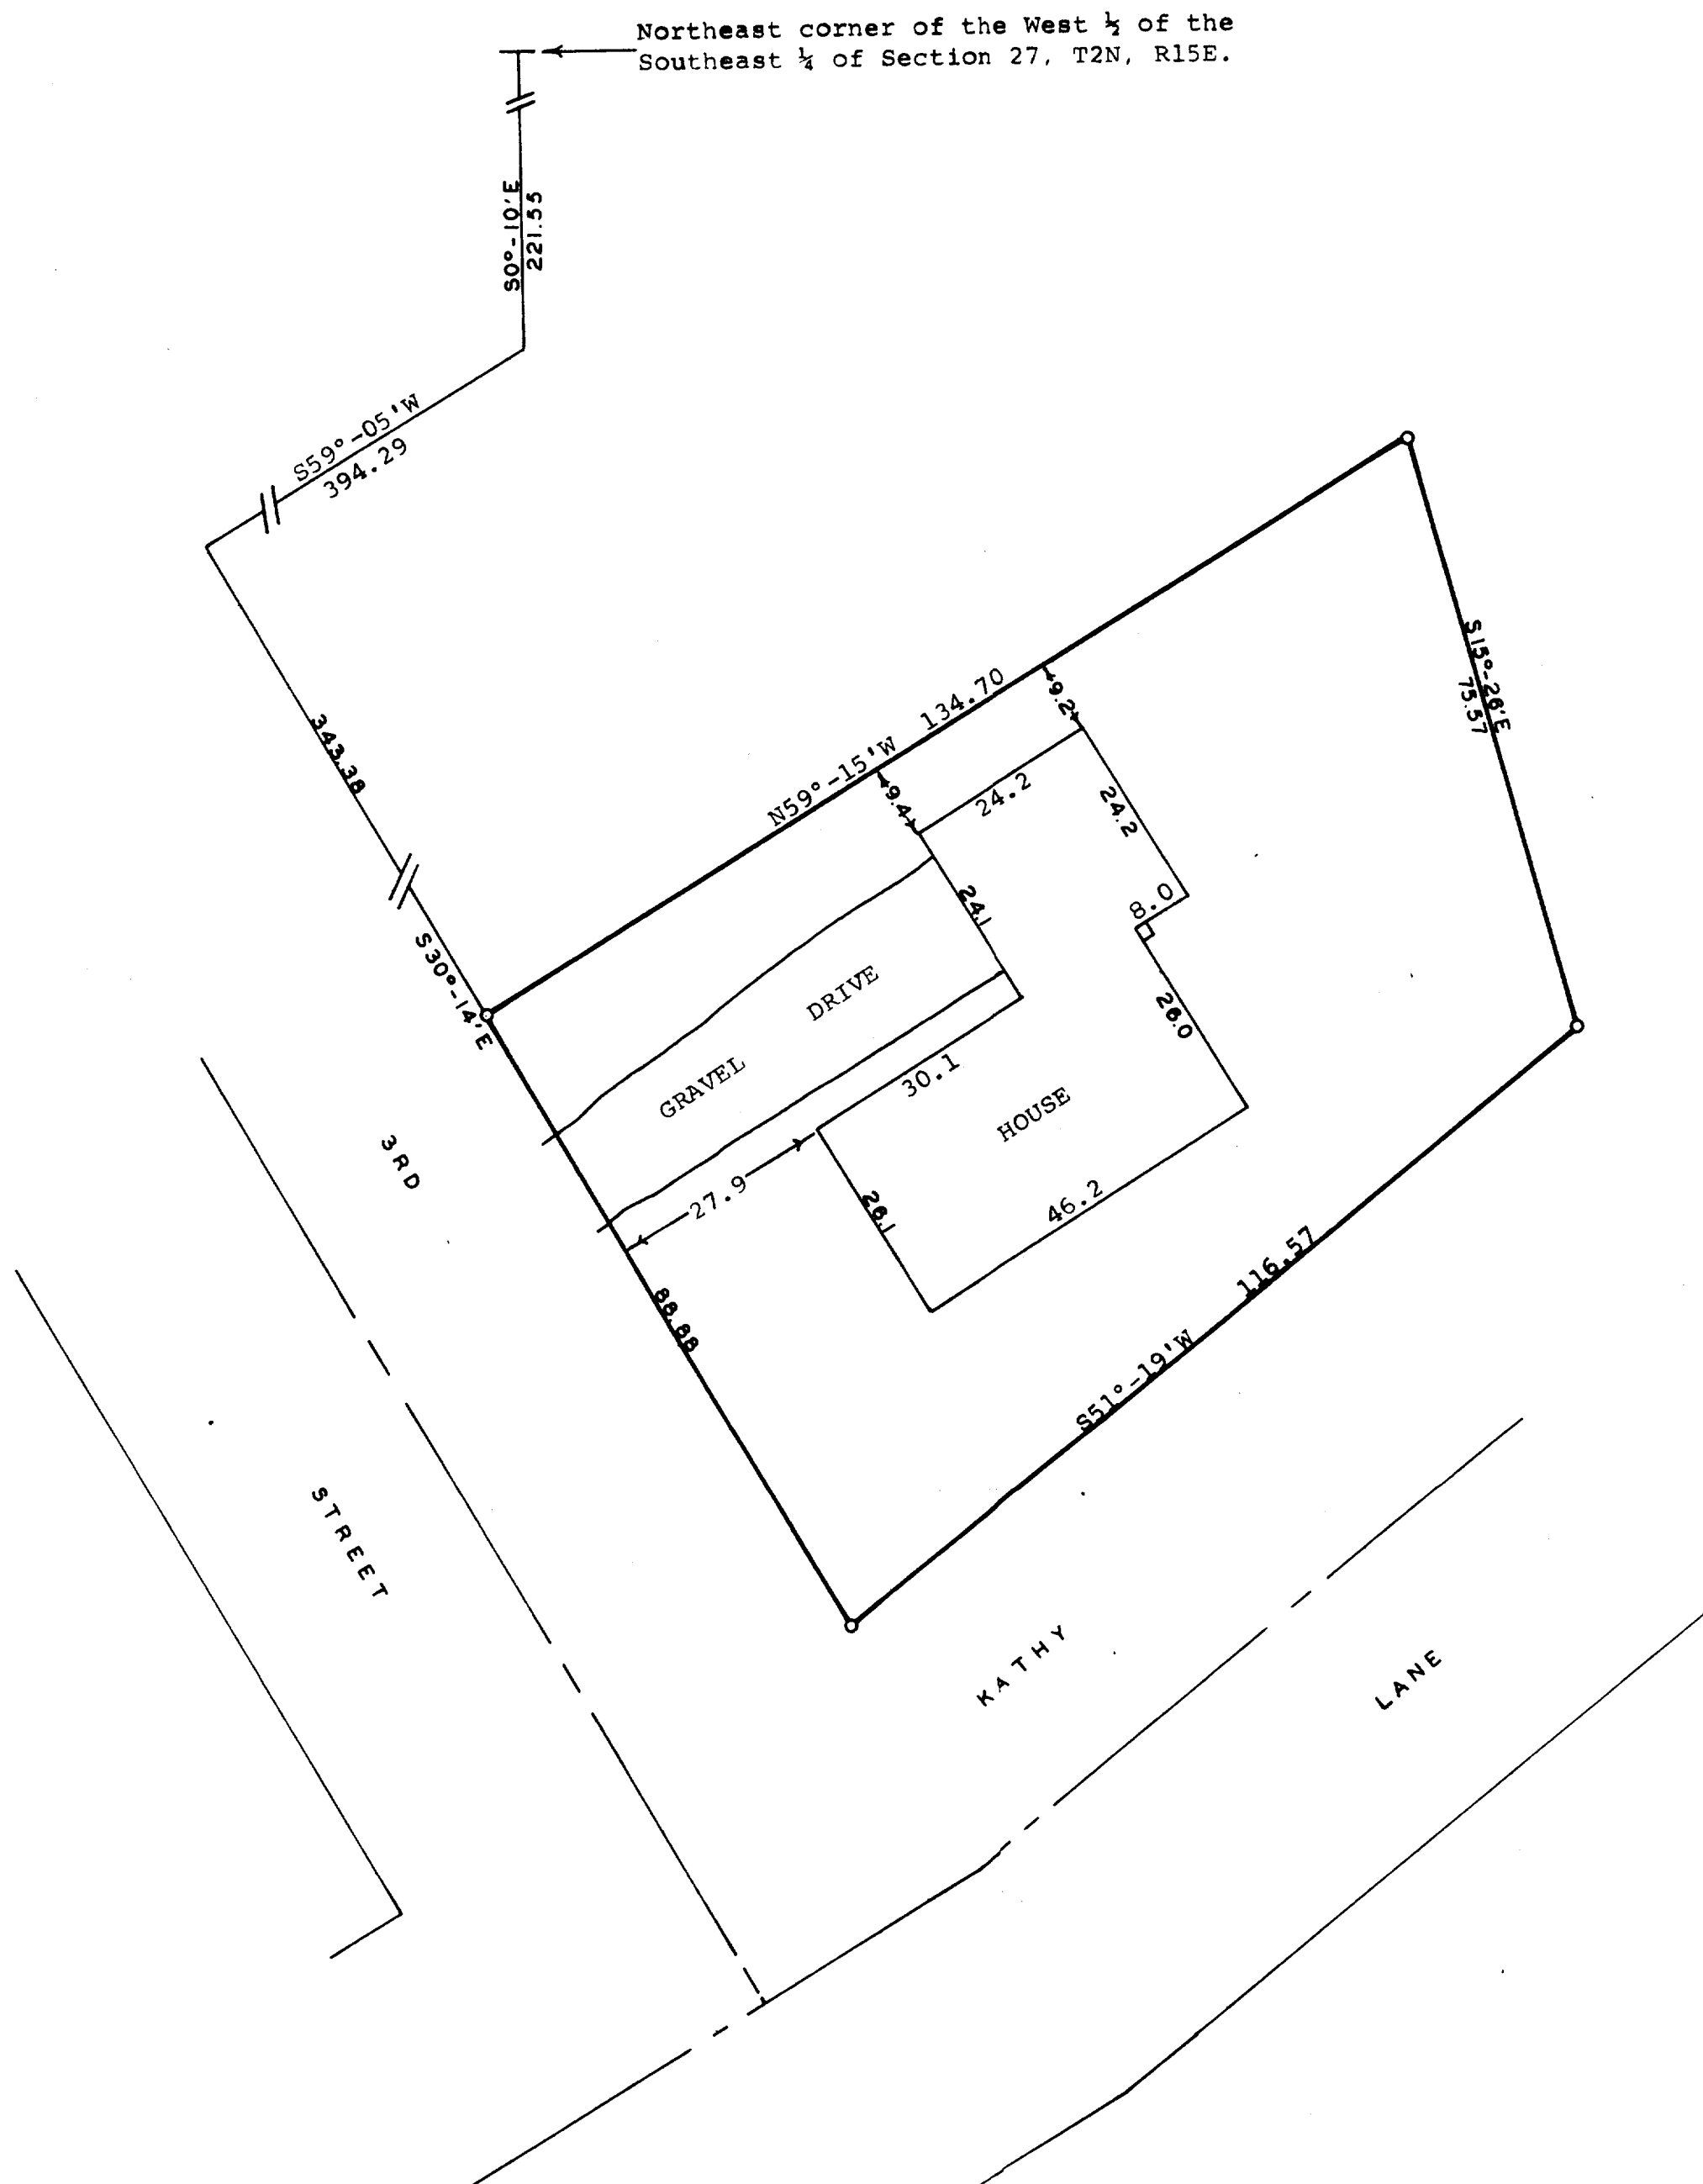 Northeast corner of the West ½ of the
Southeast ¼ of Section 27, T2N, R15E.
S0°-10'E
221.55
S59°-05'W
394.29
343.38
S30°-14'E
N59°-15'W 134.70
S15°-26'E
75.57
9.2
9.4
24.2
24.2
24.1
8.0
26.0
GRAVEL DRIVE
30.1
HOUSE
27.9
26.1
46.2
88.88
S51°-19'W 116.57
3RD
STREET
KATHY LANE